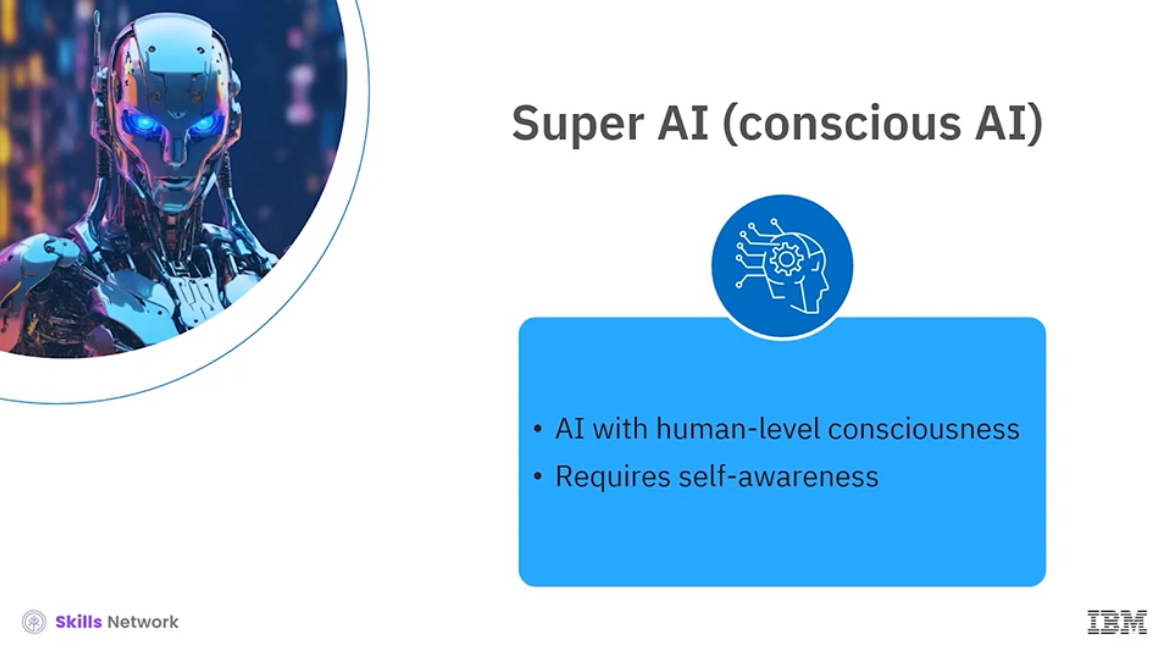 Super AI (conscious AI)
• AI with human-level consciousness
• Requires self-awareness
Skills Network
IBM